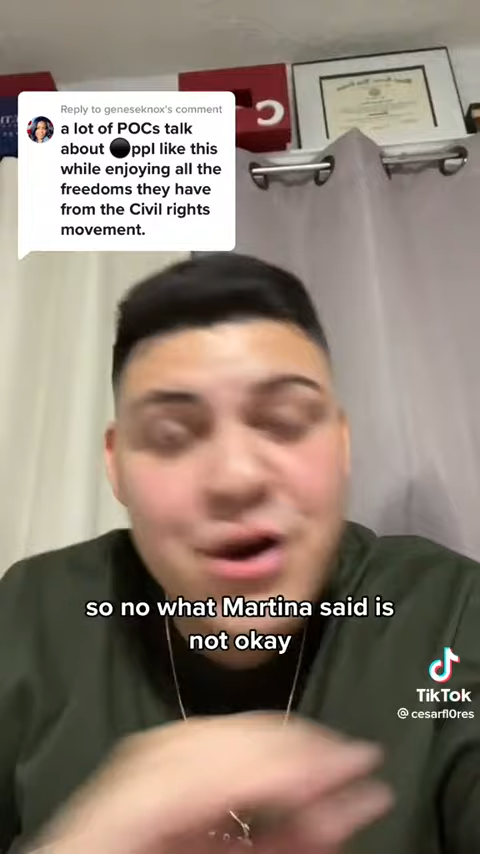 Reply to geneseknox's comment
a lot of POCs talk
about ⚫ppl like this
while enjoying all the
freedoms they have
from the Civil rights
movement.
so no what Martina said is
not okay
TikTok
@cesarfl0res